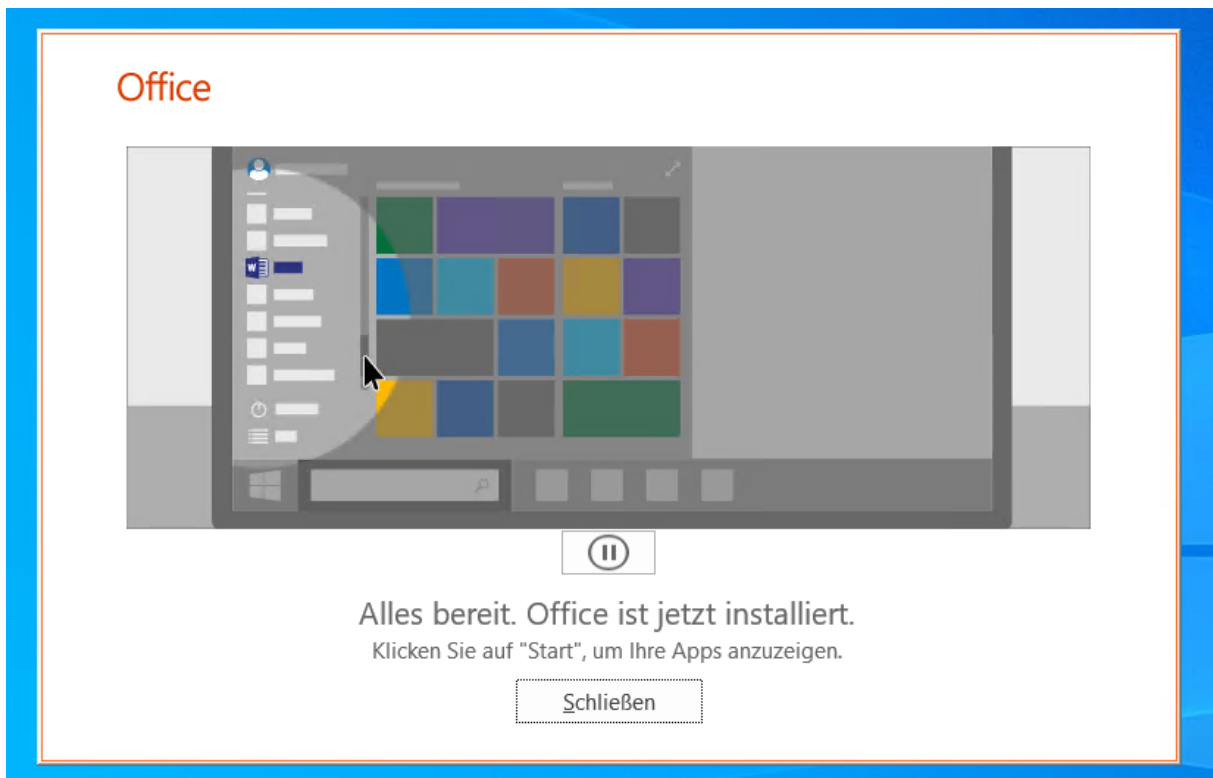 Office
W
Alles bereit. Office ist jetzt installiert.
Klicken Sie auf "Start", um Ihre Apps anzuzeigen.
Schließen